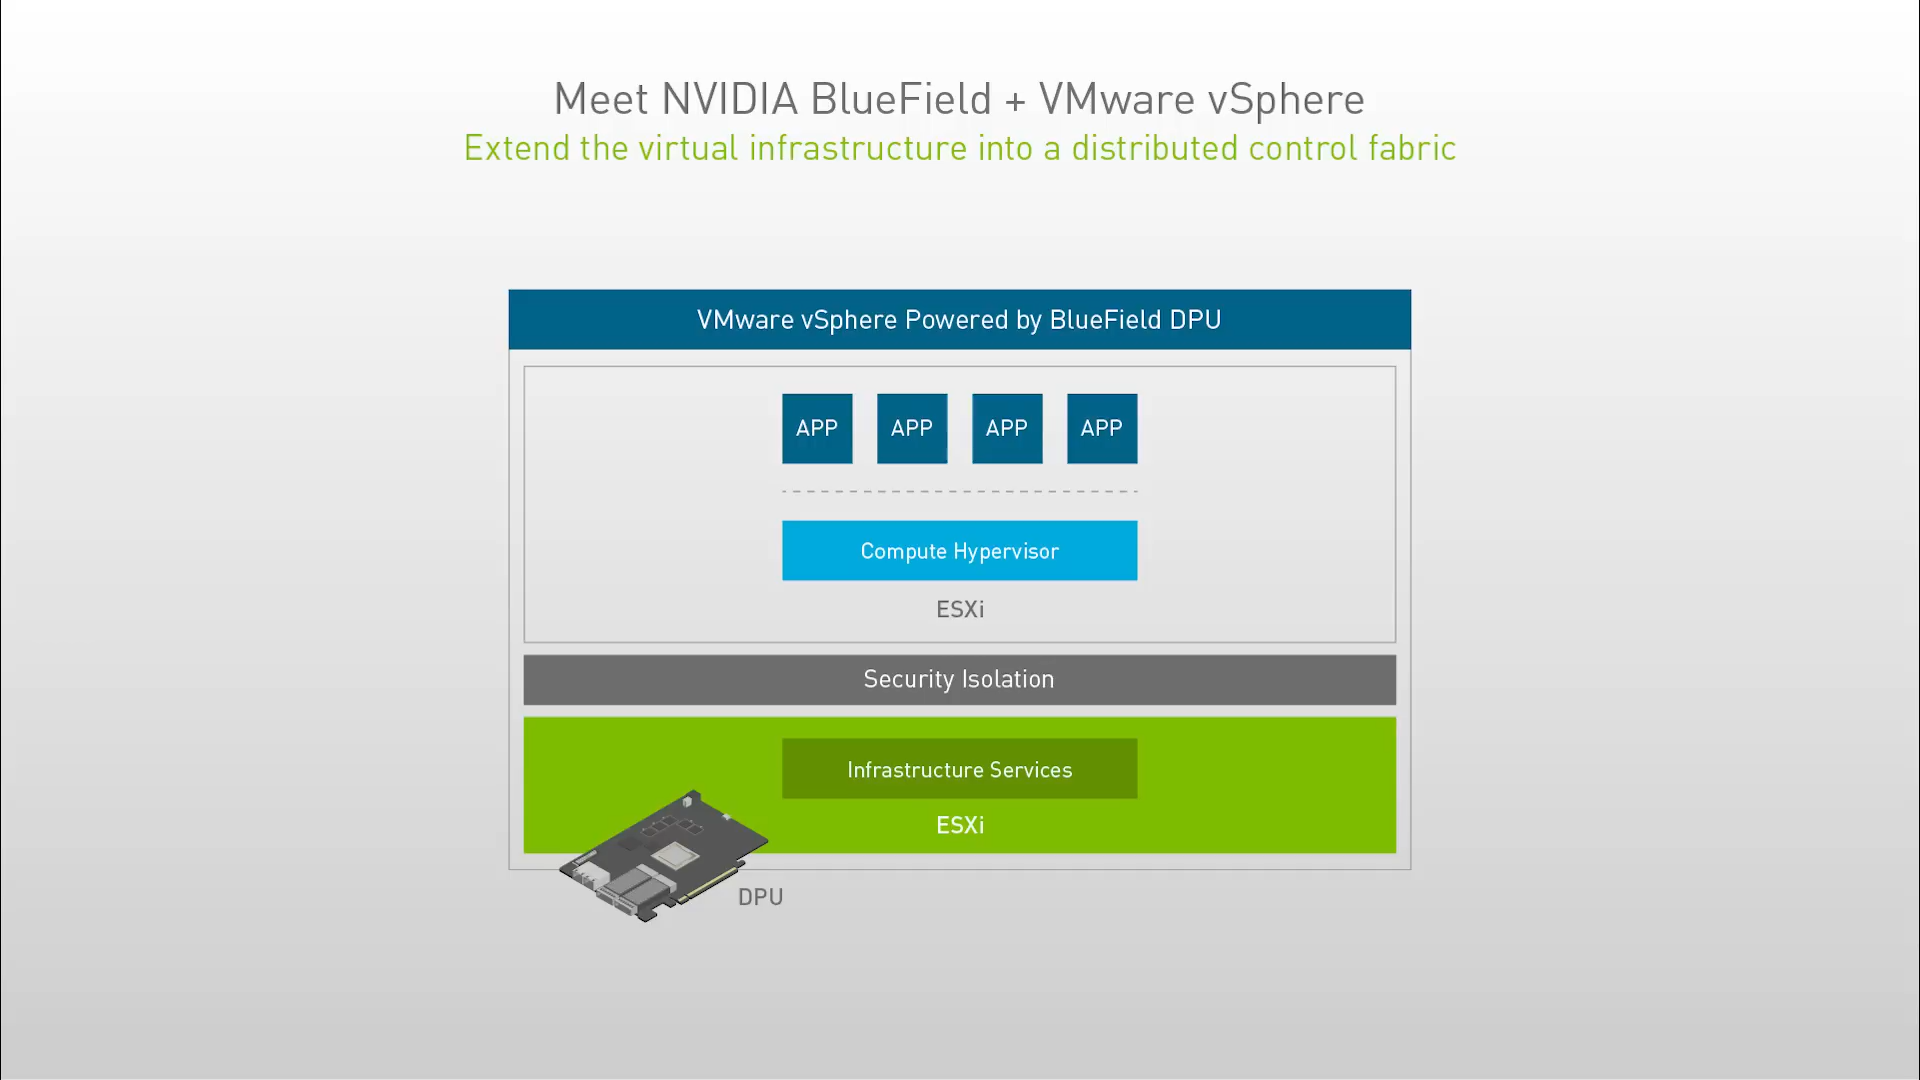 Meet NVIDIA BlueField + VMware vSphere
Extend the virtual infrastructure into a distributed control fabric
VMware vSphere Powered by BlueField DPU
APP APP APP APP
Compute Hypervisor
ESXi
Security Isolation
Infrastructure Services
ESXi
DPU